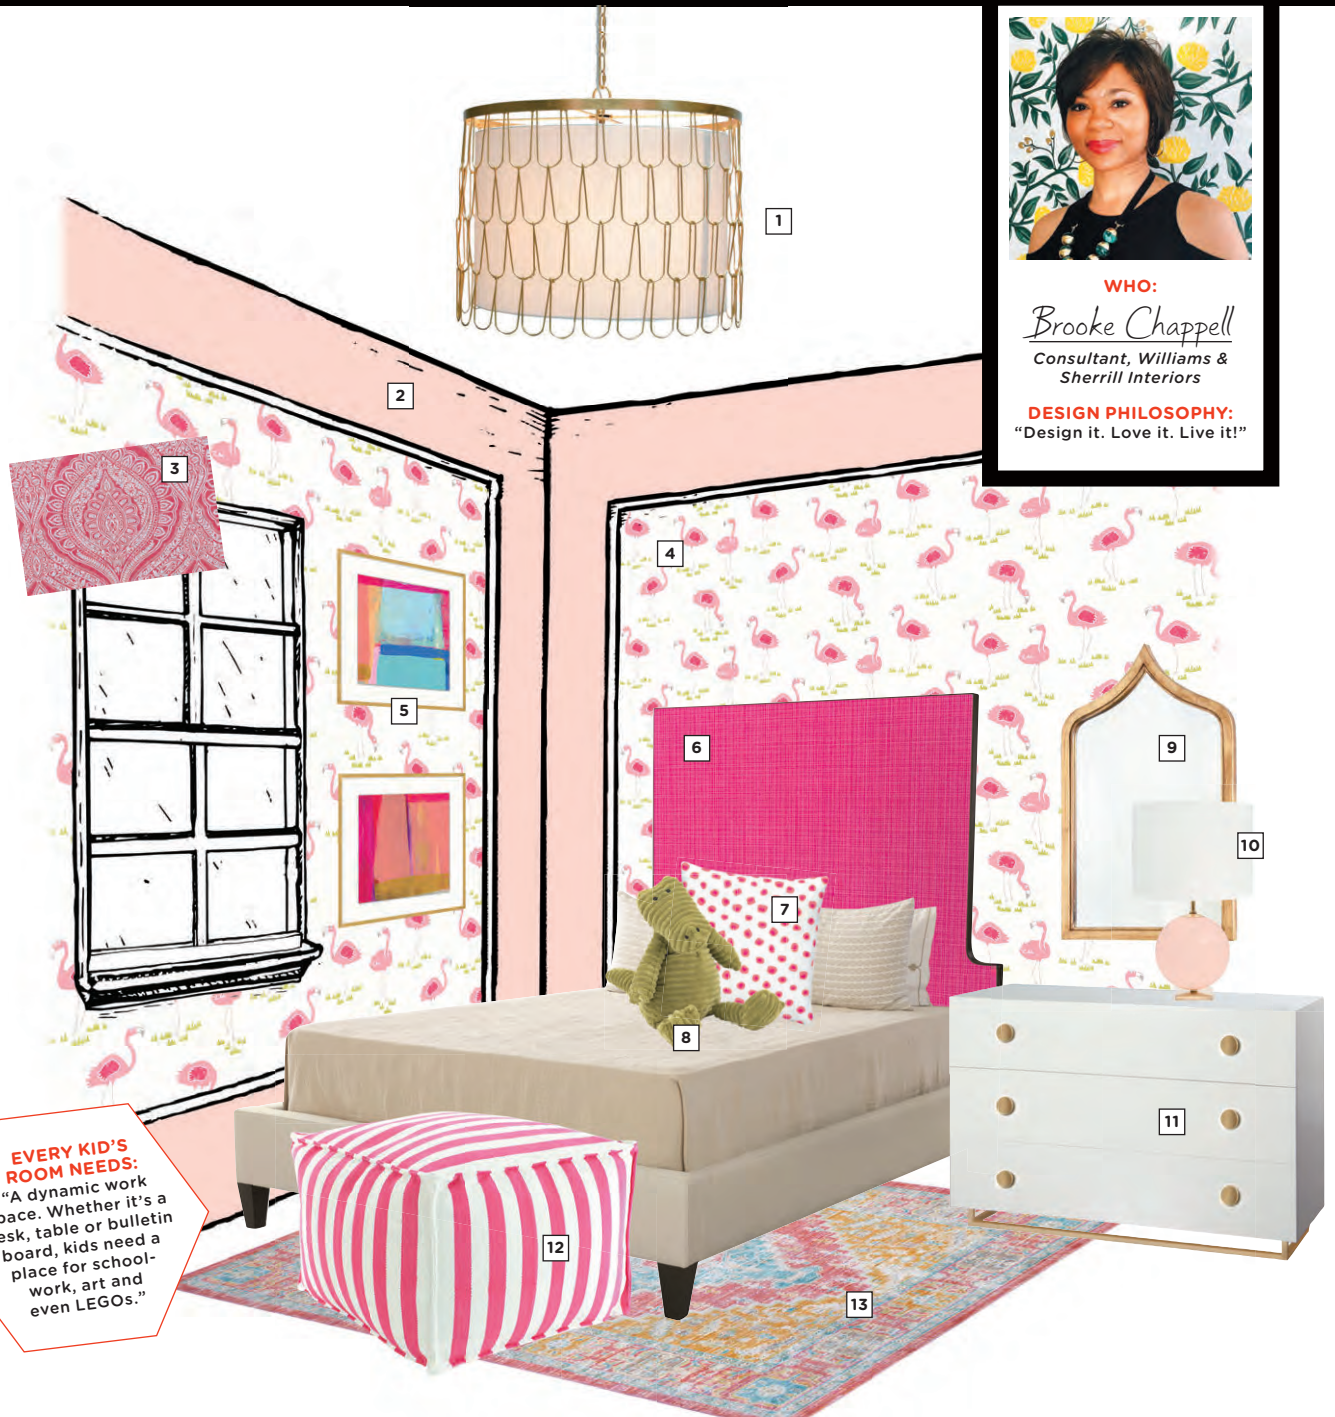 1
WHO:
Brooke Chappell
Consultant, Williams &
Sherrill Interiors
DESIGN PHILOSOPHY:
“Design it. Love it. Live it!”
2
3
4
5
6
7
8
9
10
11
12
13
EVERY KID’S
ROOM NEEDS:
“A dynamic work
pace. Whether it’s a
esk, table or bulletin
board, kids need a
place for school-
work, art and
even LEGOs.”